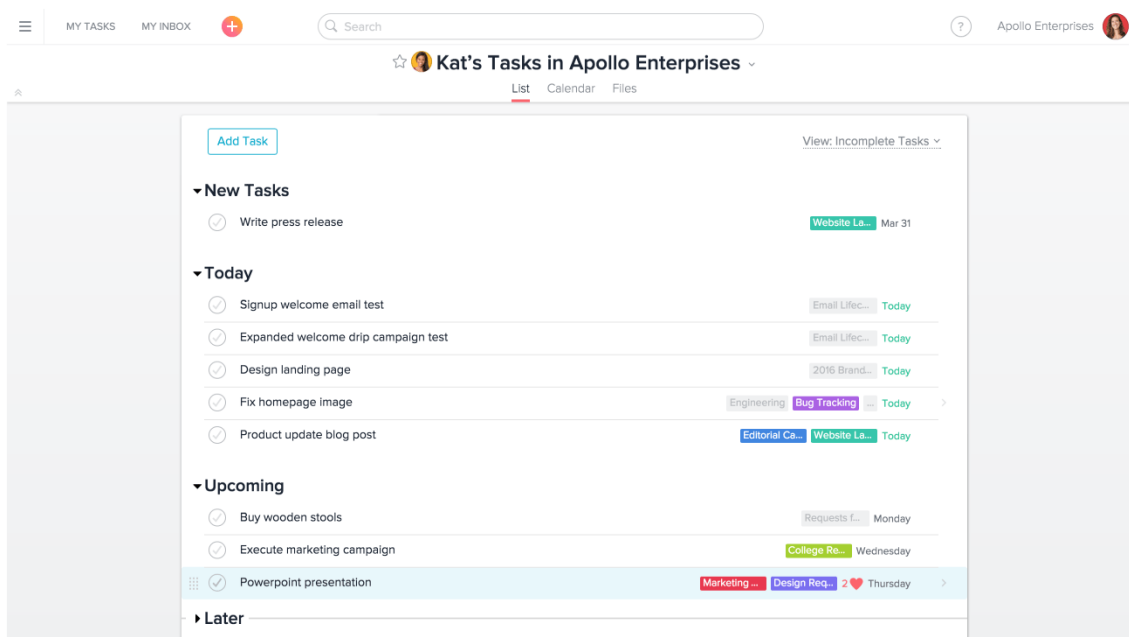 MY TASKS MY INBOX + Search ? Apollo Enterprises
Kat's Tasks in Apollo Enterprises
List Calendar Files
Add Task View: Incomplete Tasks
New Tasks
Write press release Website La... Mar 31
Today
Signup welcome email test Email Lifec... Today
Expanded welcome drip campaign test Email Lifec... Today
Design landing page 2016 Brand... Today
Fix homepage image Engineering Bug Tracking ... Today
Product update blog post Editorial Ca... Website La... Today
Upcoming
Buy wooden stools Requests f... Monday
Execute marketing campaign College Re... Wednesday
Powerpoint presentation Marketing ... Design Req... 2 Thursday
Later